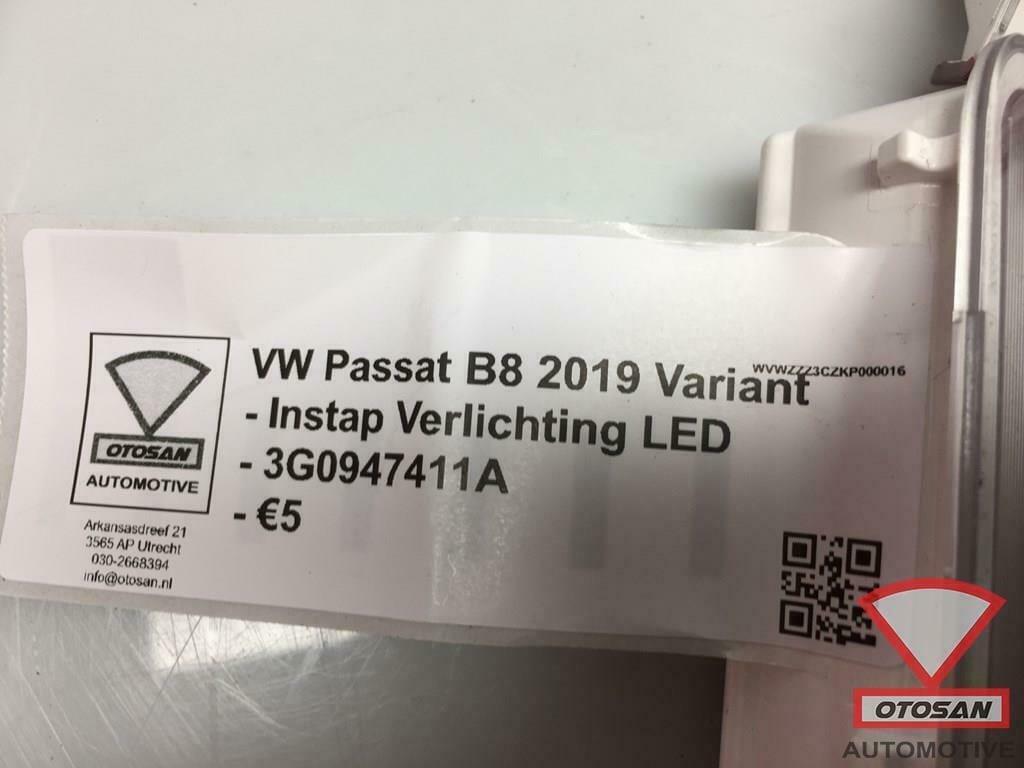 VW Passat B8 2019 Variant
WVWZZZ3CZKP000016
- Instap Verlichting LED
- 3G0947411A
- €5
OTOSAN
AUTOMOTIVE
Arkansasdreef 21
3565 AP Utrecht
030-2668394
info@otosan.nl
OTOSAN
AUTOMOTIVE